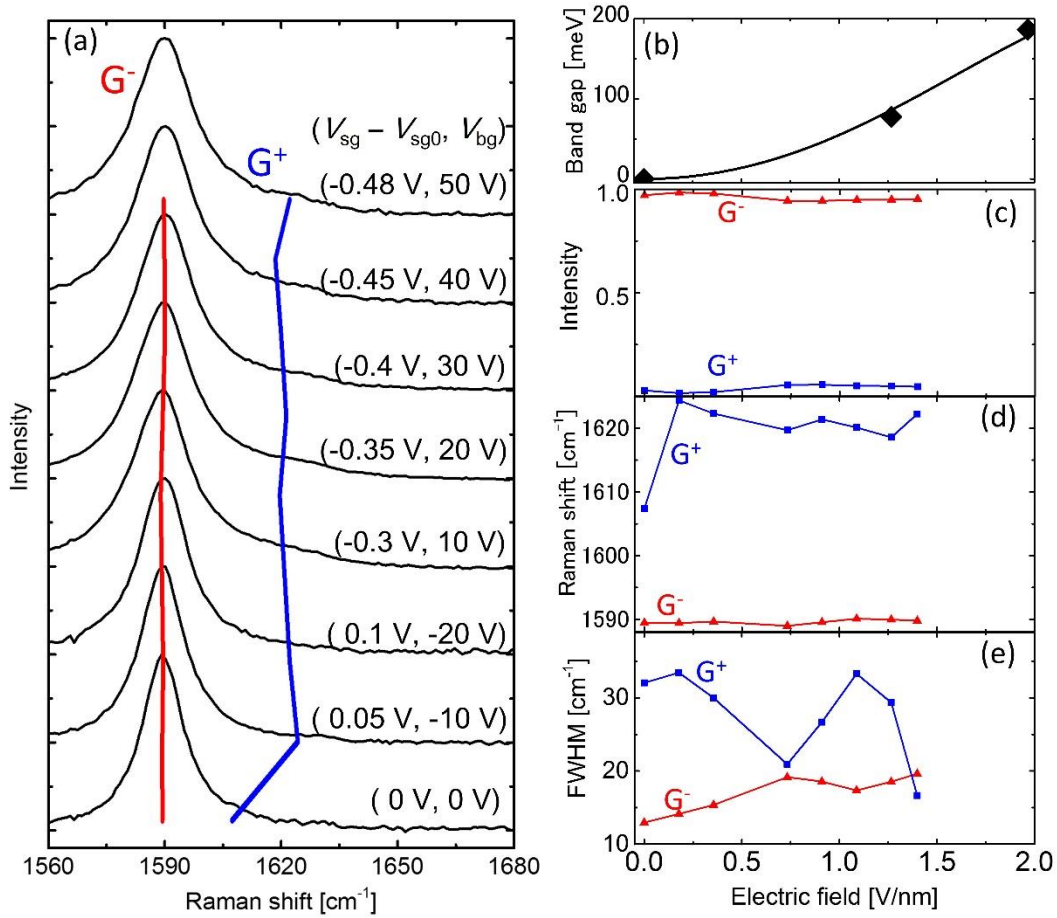 (a)
G-
(Vsg – Vsg0, Vbg)
G+
(-0.48 V, 50 V)
(-0.45 V, 40 V)
(-0.4 V, 30 V)
(-0.35 V, 20 V)
(-0.3 V, 10 V)
( 0.1 V, -20 V)
( 0.05 V, -10 V)
( 0 V, 0 V)
Intensity
1560 1590 1620 1650 1680
Raman shift [cm-1]
(b)
Band gap [meV]
200
100
0
(c)
Intensity
1.0
0.5
G-
G+
(d)
Raman shift [cm-1]
1620
1610
1600
1590
G+
G-
(e)
FWHM [cm-1]
30
20
10
G+
G-
0.0 0.5 1.0 1.5 2.0
Electric field [V/nm]